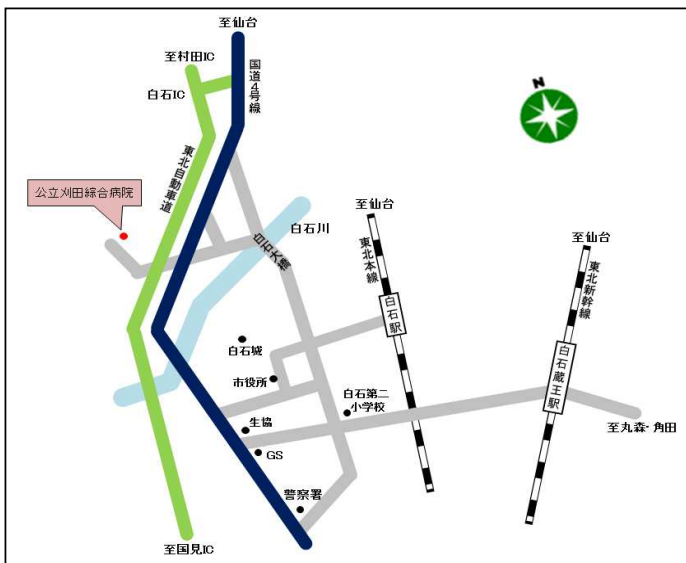 至仙台
至村田IC
白石IC
国道4号線
N
東北自動車道
公立刈田綜合病院
白石川
白石大橋
至仙台
東北本線
白石駅
至仙台
東北新幹線
白石蔵王駅
白石城
市役所
白石第二
小学校
生協
GS
至丸森・角田
警察署
至国見IC